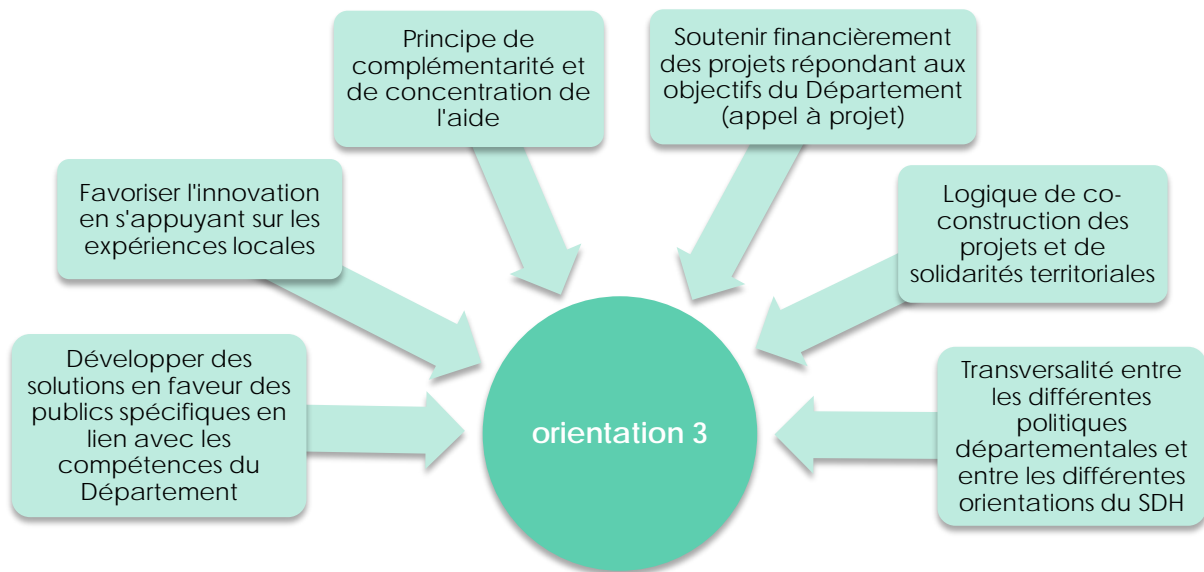 Principe de
complémentarité et
de concentration de
l'aide
Soutenir financièrement
des projets répondant aux
objectifs du Département
(appel à projet)
Favoriser l'innovation
en s'appuyant sur les
expériences locales
Logique de co-
construction des
projets et de
solidarités territoriales
Développer des
solutions en faveur des
publics spécifiques en
lien avec les
compétences du
Département
orientation 3
Transversalité entre
les différentes
politiques
départementales et
entre les différentes
orientations du SDH